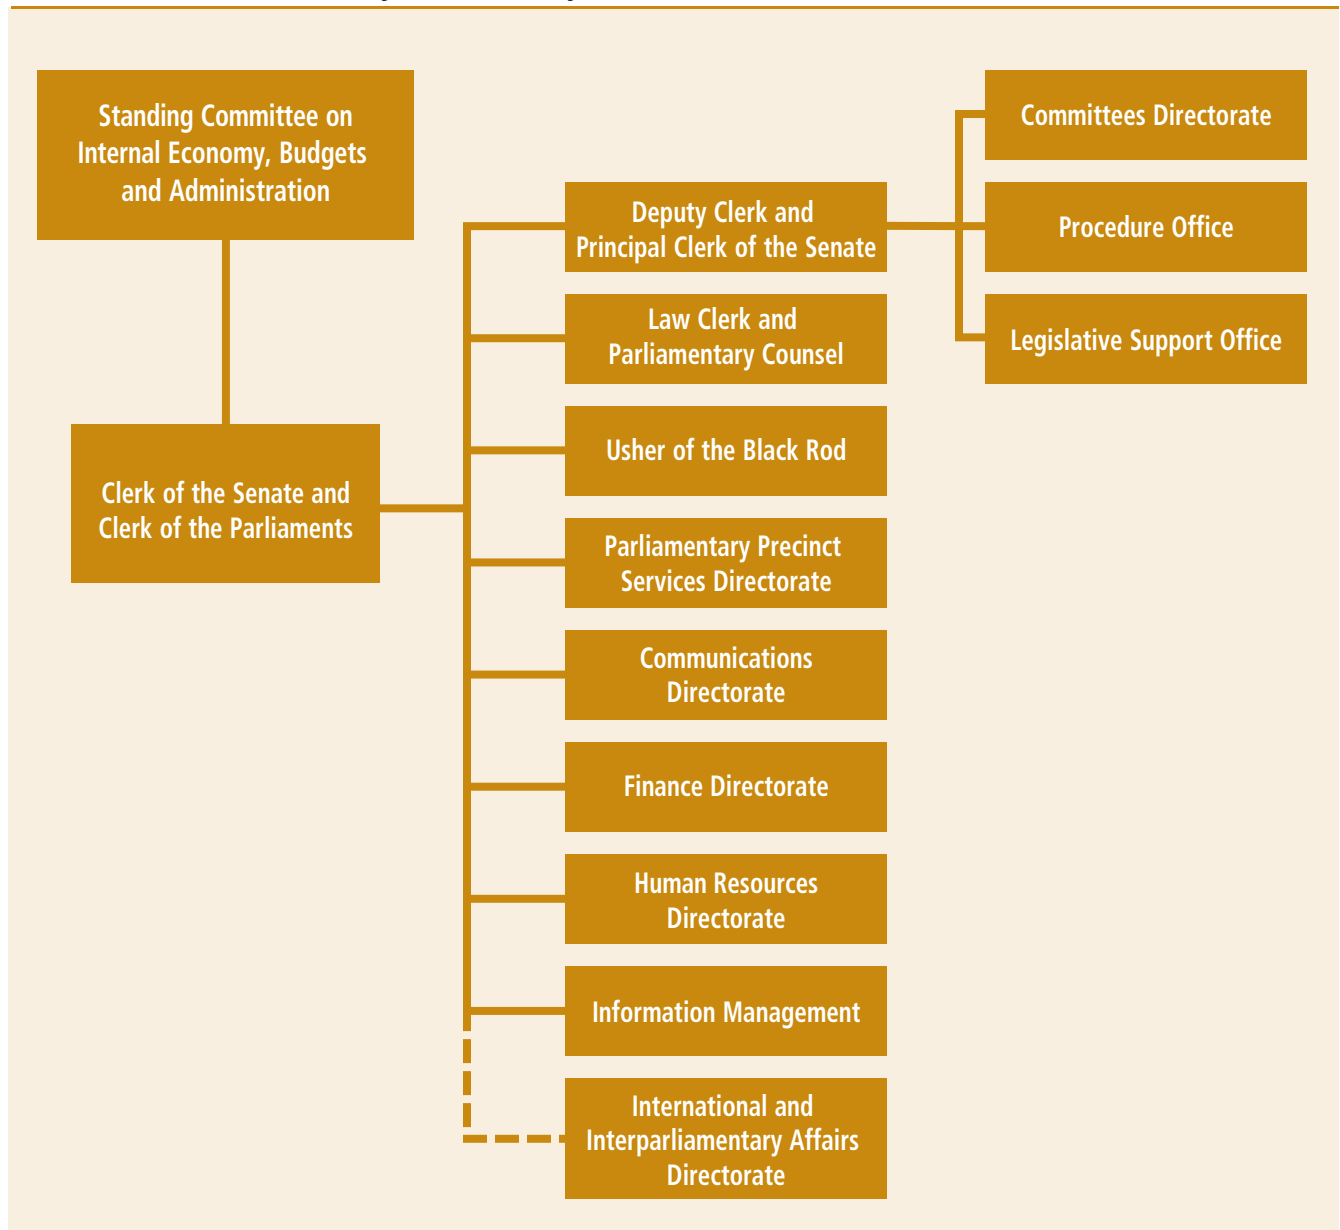 Standing Committee on
Internal Economy, Budgets
and Administration
Clerk of the Senate and
Clerk of the Parliaments
Deputy Clerk and
Principal Clerk of the Senate
Law Clerk and
Parliamentary Counsel
Usher of the Black Rod
Parliamentary Precinct
Services Directorate
Communications
Directorate
Finance Directorate
Human Resources
Directorate
Information Management
International and
Interparliamentary Affairs
Directorate
Committees Directorate
Procedure Office
Legislative Support Office